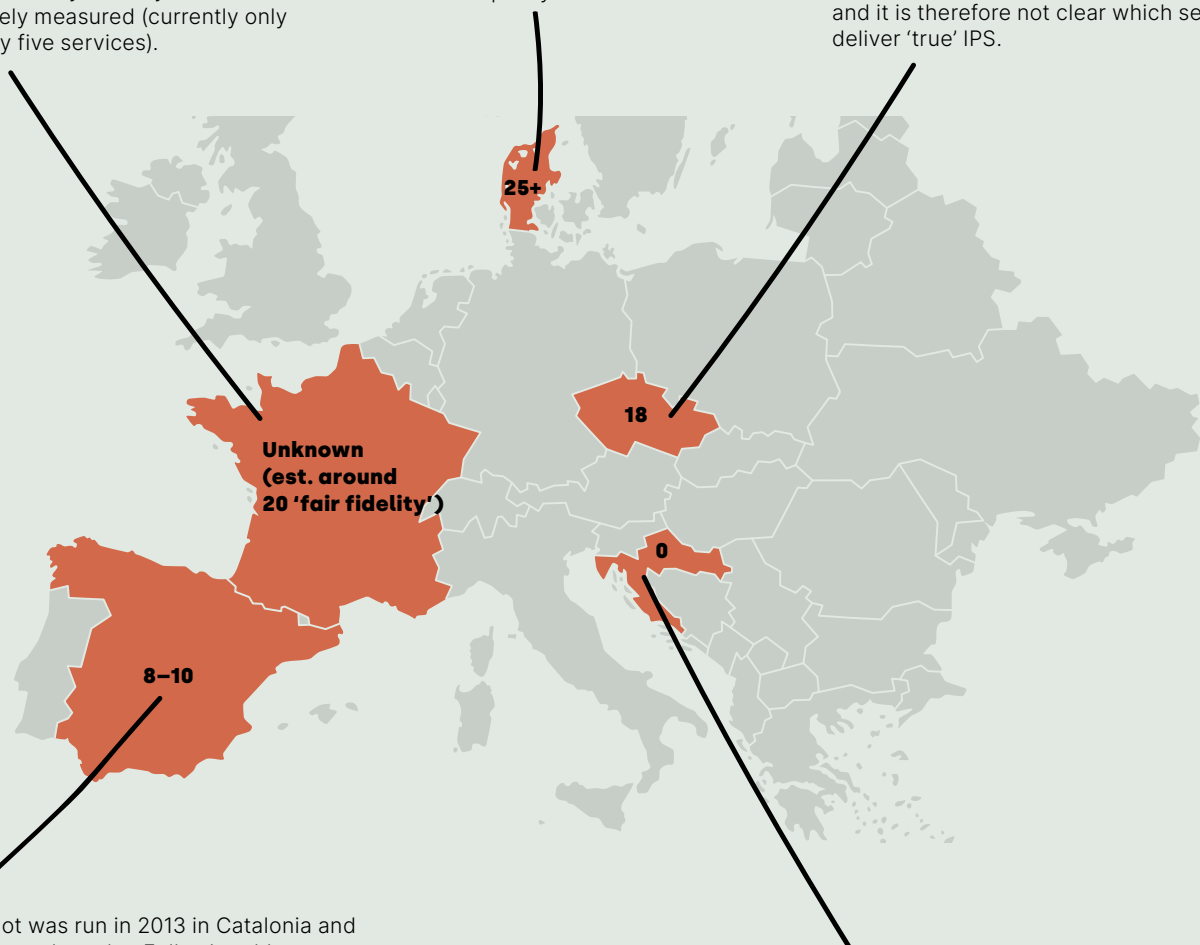 ely measured (currently only
y five services).
and it is therefore not clear which se
deliver ‘true’ IPS.
25+
18
Unknown
(est. around
20 ‘fair fidelity’)
0
8–10
ot was run in 2013 in Catalonia and